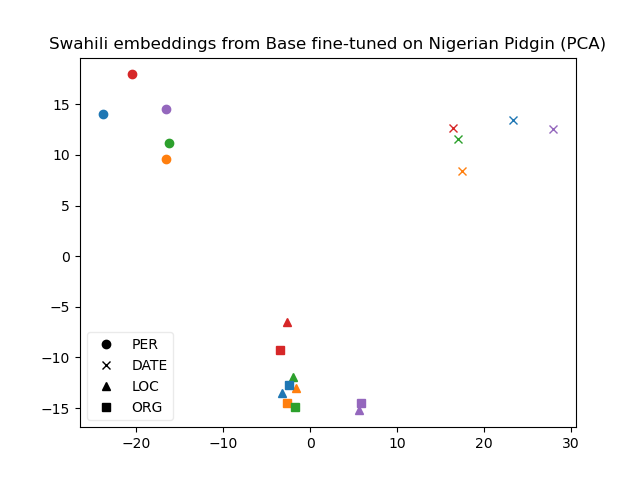 Swahili embeddings from Base fine-tuned on Nigerian Pidgin (PCA)
15
10
5
0
−5
−10
−15
PER
DATE
LOC
ORG
−20
−10
0
10
20
30